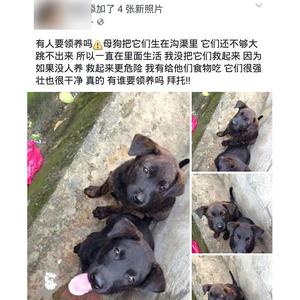 添加了 4 张新照片
有人要领养吗⚠️母狗把它们生在沟渠里 它们还不够大
跳不出来 所以一直在里面生活 我没把它们救起来 因为
如果没人养 救起来更危险 我有给他们食物吃 它们很强
壮也很干净 真的 有谁要领养吗 拜托!!